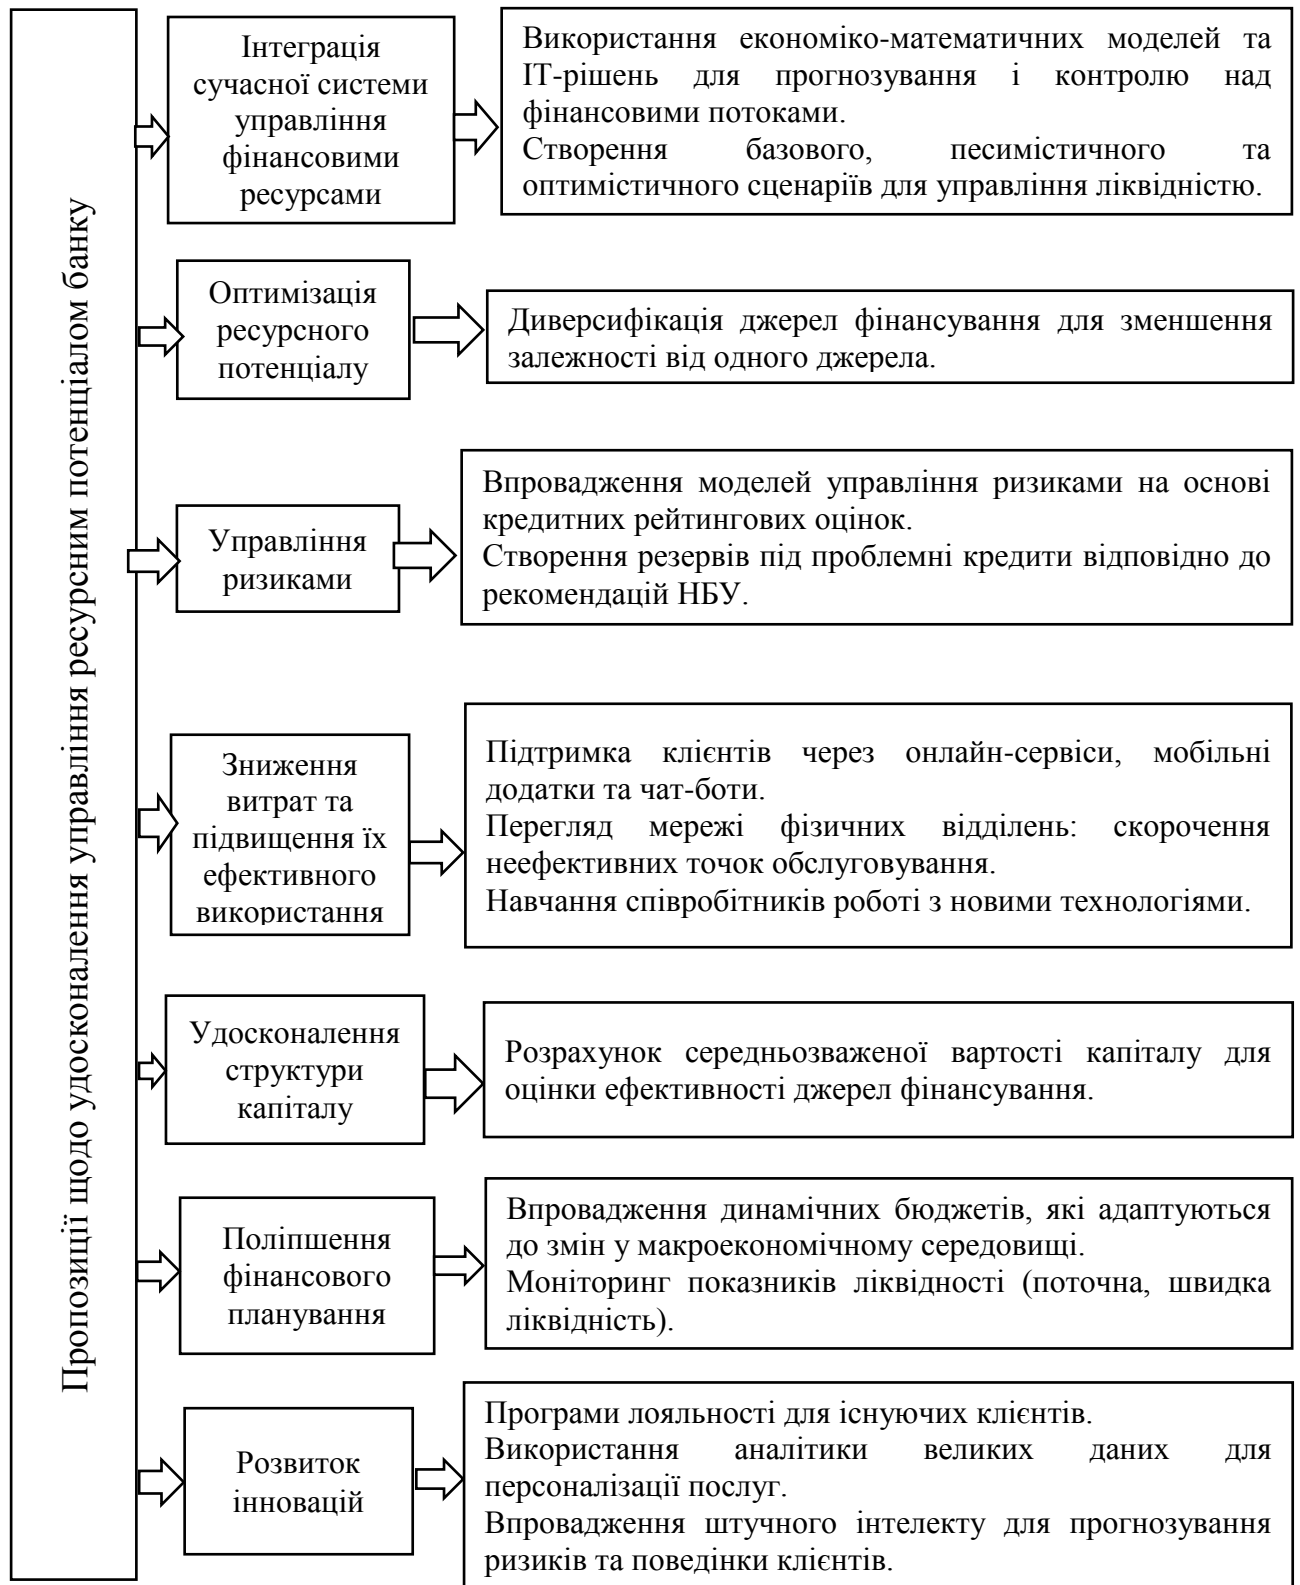 Пропозиції щодо удосконалення управління ресурсним потенціалом банку
Інтеграція
сучасної системи
управління
фінансовими
ресурсами
Використання економіко-математичних моделей та
ІТ-рішень для прогнозування і контролю над
фінансовими потоками.
Створення базового, песимістичного та
оптимістичного сценаріїв для управління ліквідністю.
Оптимізація
ресурсного
потенціалу
Диверсифікація джерел фінансування для зменшення
залежності від одного джерела.
Управління
ризиками
Впровадження моделей управління ризиками на основі
кредитних рейтингових оцінок.
Створення резервів під проблемні кредити відповідно до
рекомендацій НБУ.
Зниження
витрат та
підвищення їх
ефективного
використання
Підтримка клієнтів через онлайн-сервіси, мобільні
додатки та чат-боти.
Перегляд мережі фізичних відділень: скорочення
неефективних точок обслуговування.
Навчання співробітників роботі з новими технологіями.
Удосконалення
структури
капіталу
Розрахунок середньозваженої вартості капіталу для
оцінки ефективності джерел фінансування.
Поліпшення
фінансового
планування
Впровадження динамічних бюджетів, які адаптуються
до змін у макроекономічному середовищі.
Моніторинг показників ліквідності (поточна, швидка
ліквідність).
Розвиток
інновацій
Програми лояльності для існуючих клієнтів.
Використання аналітики великих даних для
персоналізації послуг.
Впровадження штучного інтелекту для прогнозування
ризиків та поведінки клієнтів.